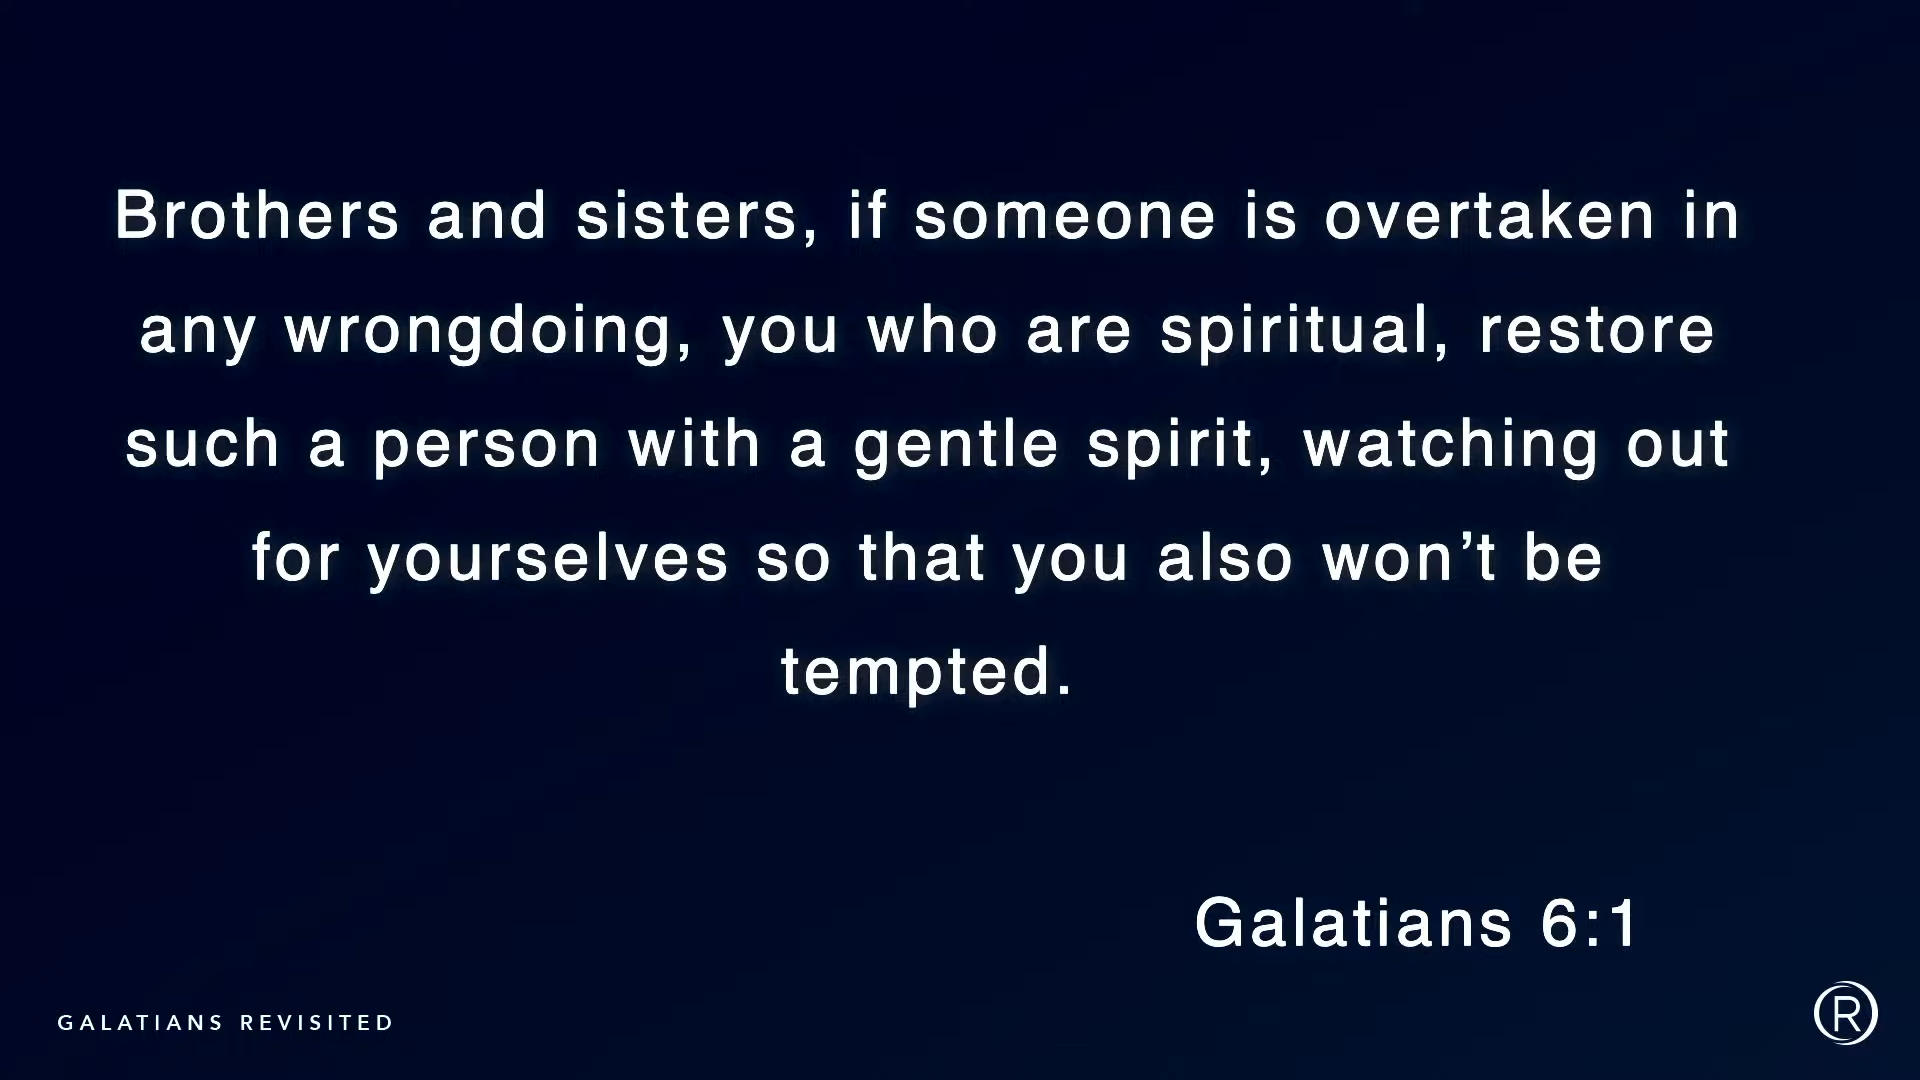 Brothers and sisters, if someone is overtaken in
any wrongdoing, you who are spiritual, restore
such a person with a gentle spirit, watching out
for yourselves so that you also won’t be
tempted.
Galatians 6:1
GALATIANS REVISITED
R